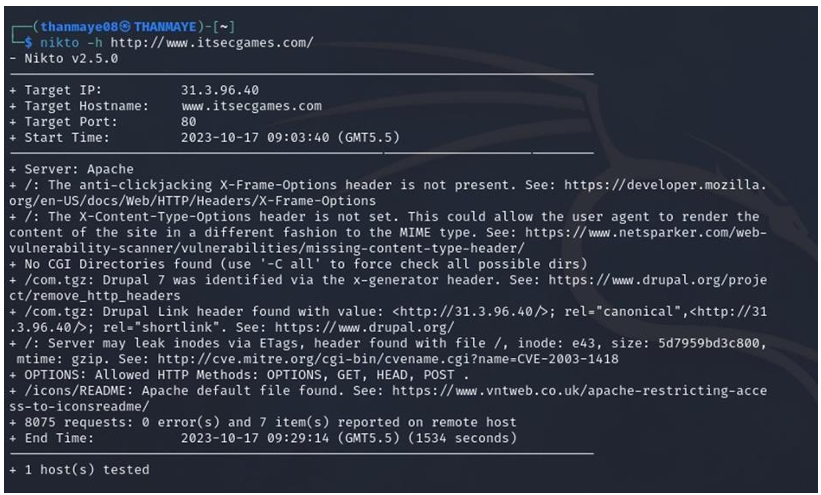 ┌──(thanmaye08㉿THANMAYE)-[~]
└─$ nikto -h http://www.itsecgames.com/
- Nikto v2.5.0
+ Target IP:          31.3.96.40
+ Target Hostname:    www.itsecgames.com
+ Target Port:        80
+ Start Time:         2023-10-17 09:03:40 (GMT5.5)
+ Server: Apache
+ /: The anti-clickjacking X-Frame-Options header is not present. See: https://developer.mozilla.
org/en-US/docs/Web/HTTP/Headers/X-Frame-Options
+ /: The X-Content-Type-Options header is not set. This could allow the user agent to render the
content of the site in a different fashion to the MIME type. See: https://www.netsparker.com/web-
vulnerability-scanner/vulnerabilities/missing-content-type-header/
+ No CGI Directories found (use '-C all' to force check all possible dirs)
+ /com.tgz: Drupal 7 was identified via the x-generator header. See: https://www.drupal.org/proje
ct/remove_http_headers
+ /com.tgz: Drupal Link header found with value: <http://31.3.96.40/>; rel="canonical",<http://31
.3.96.40/>; rel="shortlink". See: https://www.drupal.org/
+ /: Server may leak inodes via ETags, header found with file /, inode: e43, size: 5d7959bd3c800,
 mtime: gzip. See: http://cve.mitre.org/cgi-bin/cvename.cgi?name=CVE-2003-1418
+ OPTIONS: Allowed HTTP Methods: OPTIONS, GET, HEAD, POST .
+ /icons/README: Apache default file found. See: https://www.vntweb.co.uk/apache-restricting-acce
ss-to-iconsreadme/
+ 8075 requests: 0 error(s) and 7 item(s) reported on remote host
+ End Time:           2023-10-17 09:29:14 (GMT5.5) (1534 seconds)
+ 1 host(s) tested